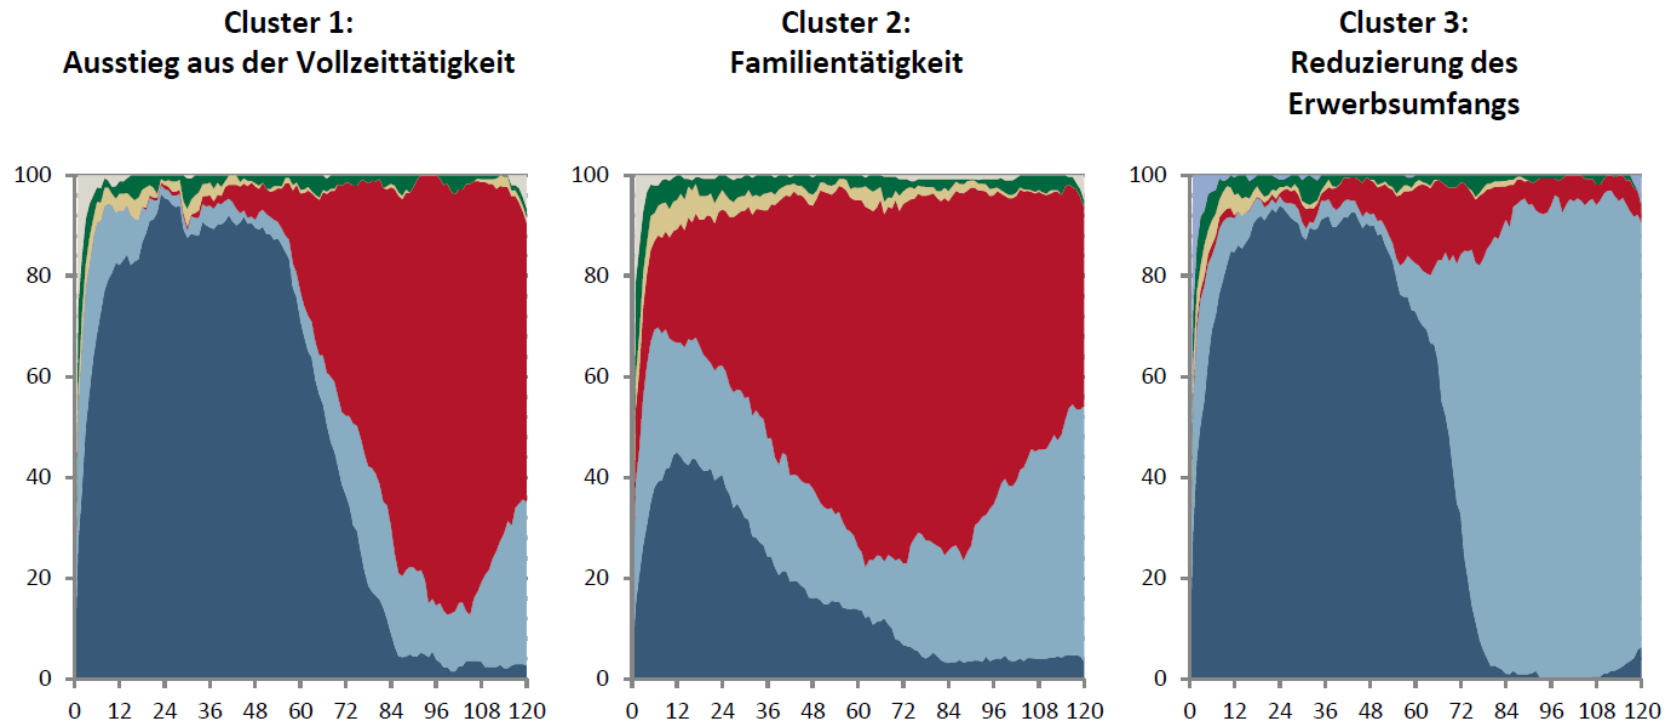 Cluster 1:
Ausstieg aus der Vollzeittätigkeit
Cluster 2:
Familientätigkeit
Cluster 3:
Reduzierung des
Erwerbsumfangs
100
80
60
40
20
0
0 12 24 36 48 60 72 84 96 108 120
100
80
60
40
20
0
0 12 24 36 48 60 72 84 96 108 120
100
80
60
40
20
0
0 12 24 36 48 60 72 84 96 108 120